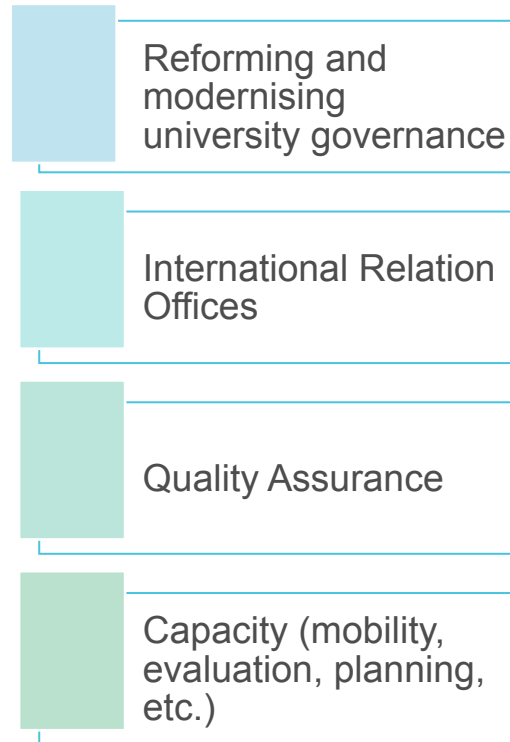 Reforming and
modernising
university governance
International Relation
Offices
Quality Assurance
Capacity (mobility,
evaluation, planning,
etc.)